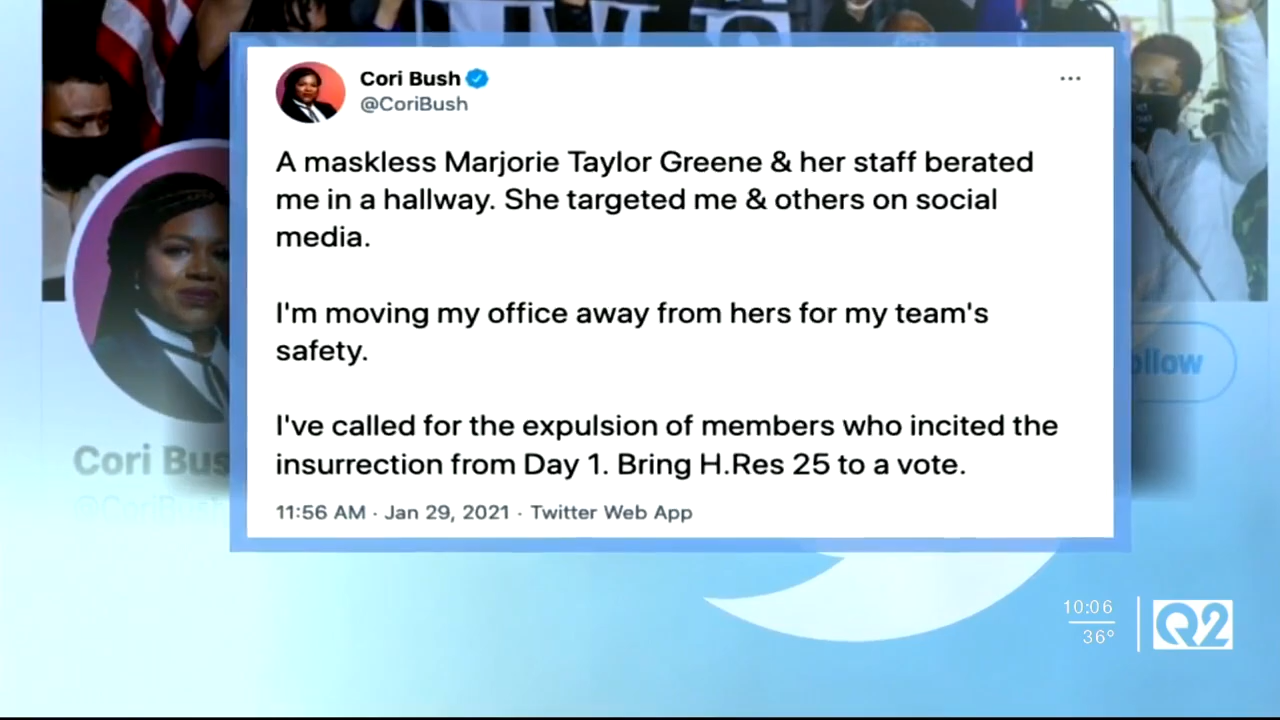 Cori Bush
@CoriBush
A maskless Marjorie Taylor Greene & her staff berated
me in a hallway. She targeted me & others on social
media.
I'm moving my office away from hers for my team's
safety.
I've called for the expulsion of members who incited the
insurrection from Day 1. Bring H.Res 25 to a vote.
11:56 AM · Jan 29, 2021 · Twitter Web App
ollow
Cori Bus
@CoriBush
10:06
36°
Q2